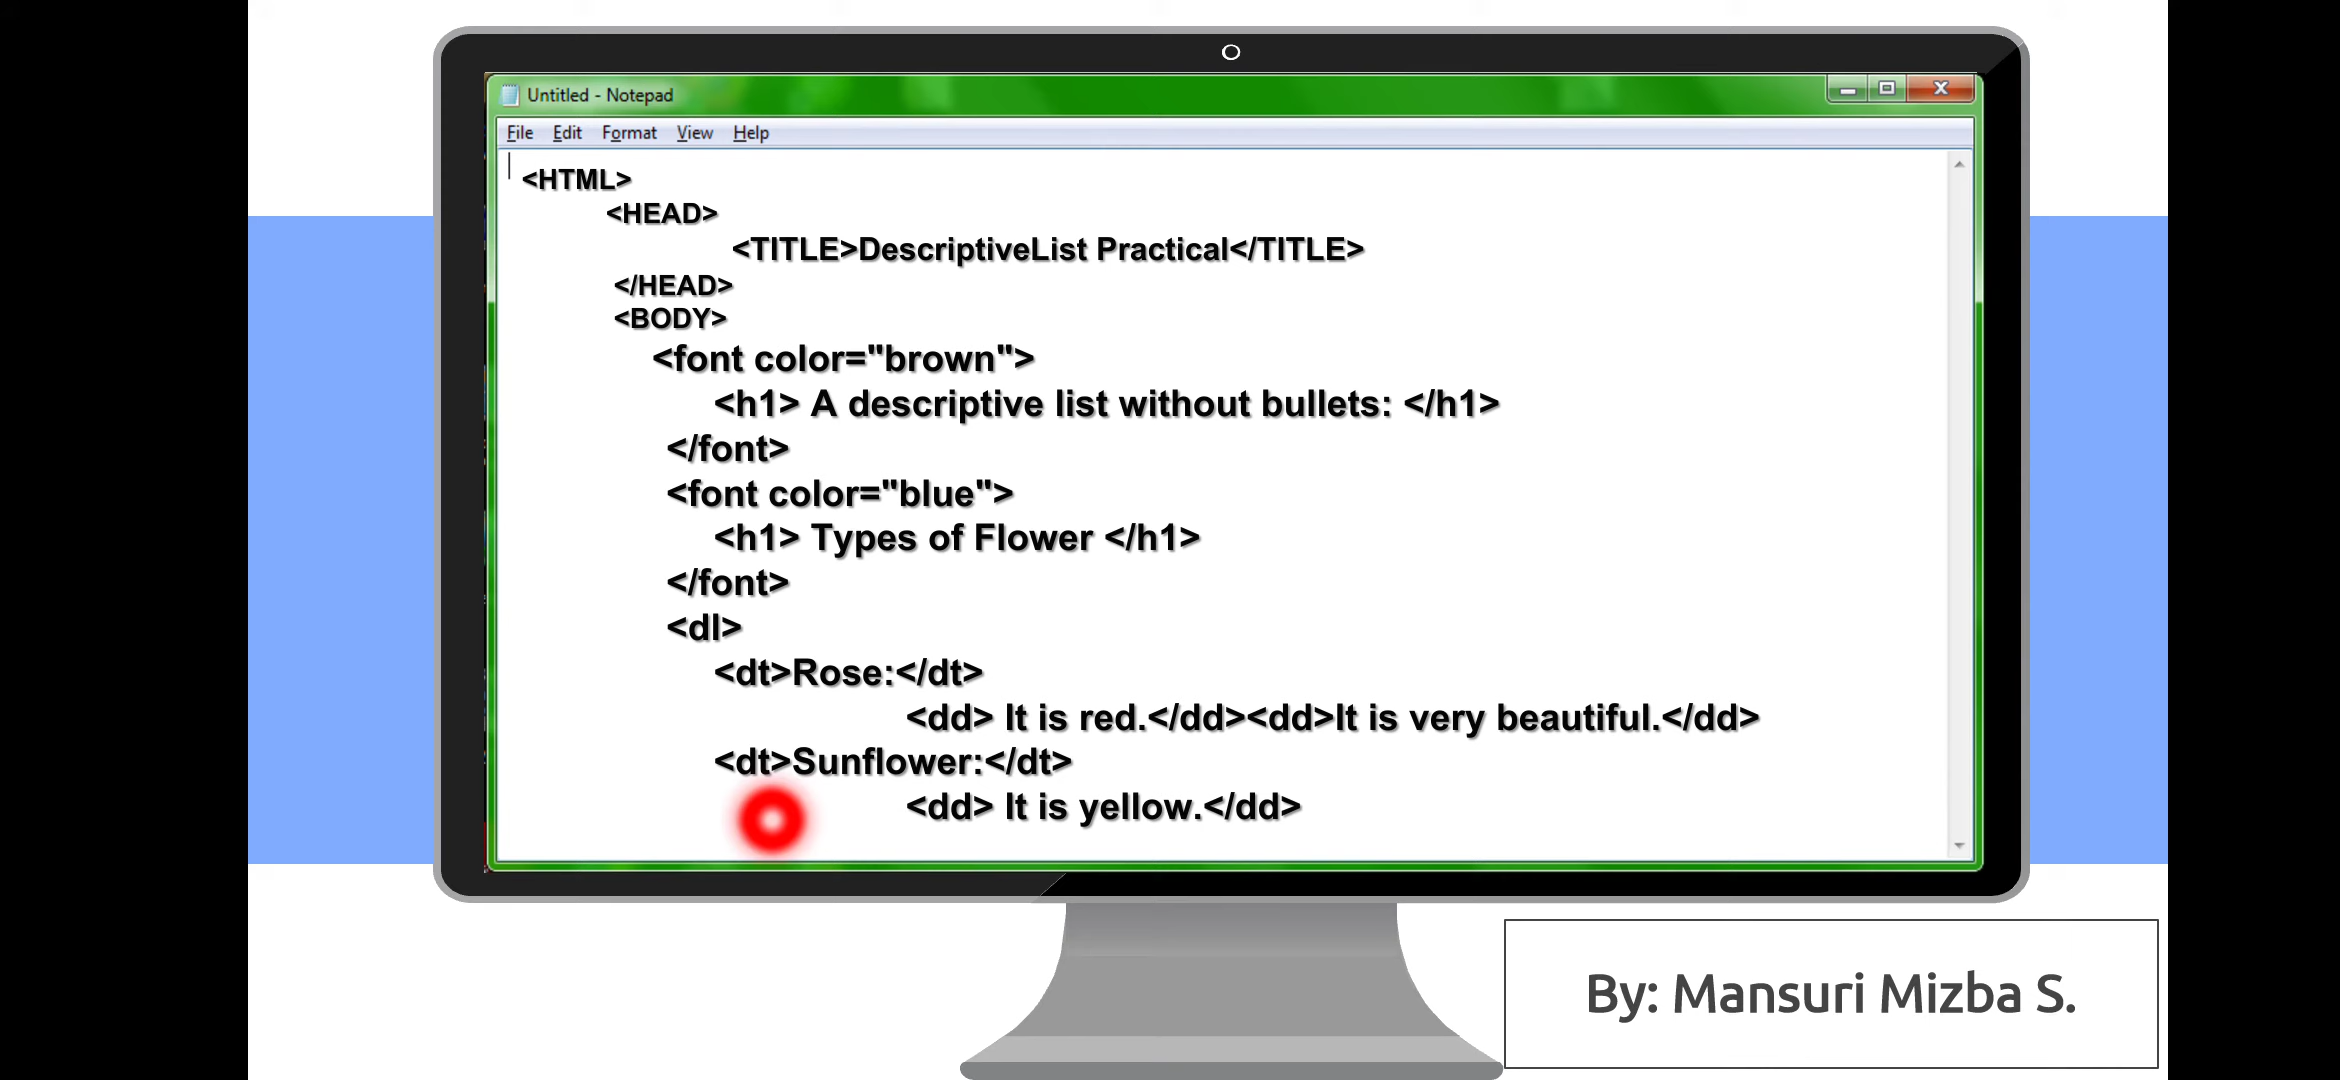 Untitled - Notepad
File Edit Format View Help
<HTML>
<HEAD>
<TITLE>DescriptiveList Practical</TITLE>
</HEAD>
<BODY>
<font color="brown">
<h1> A descriptive list without bullets: </h1>
</font>
<font color="blue">
<h1> Types of Flower </h1>
</font>
<dl>
<dt>Rose:</dt>
<dd> It is red.</dd><dd>It is very beautiful.</dd>
<dt>Sunflower:</dt>
<dd> It is yellow.</dd>
By: Mansuri Mizba S.